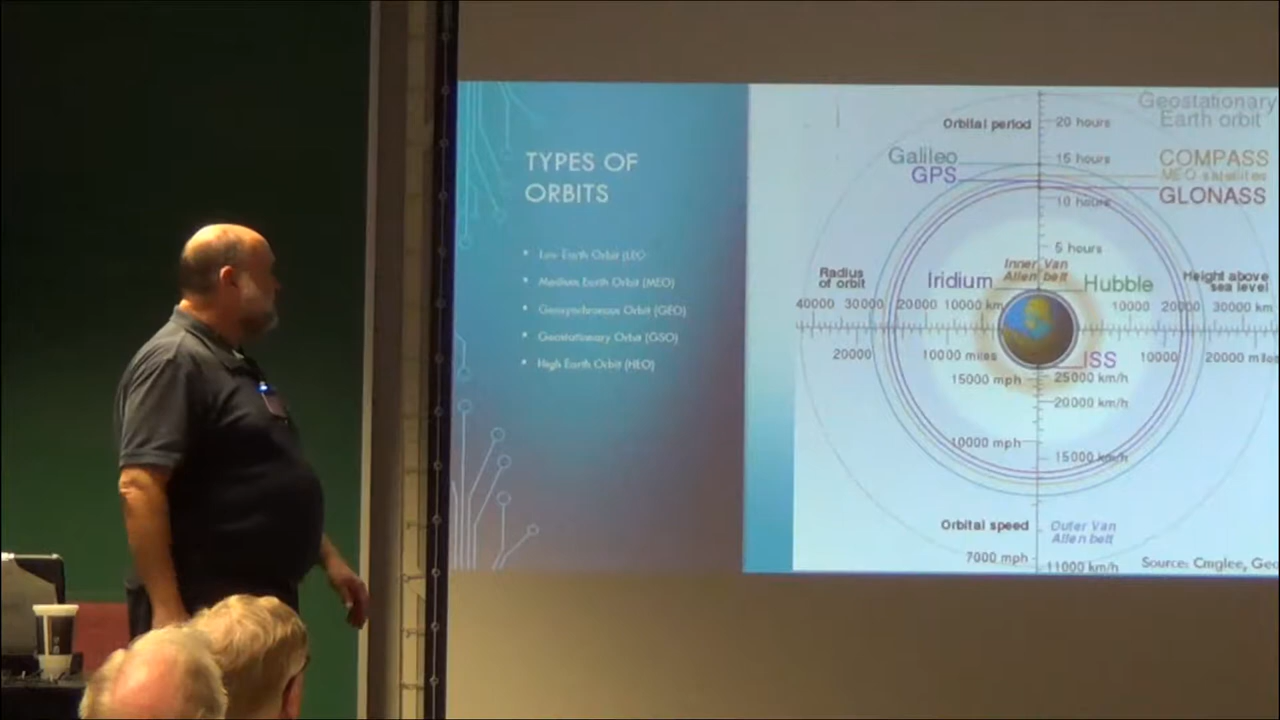 TYPES OF
ORBITS
Low Earth Orbit (LEO
Medium Earth Orbit (MEO)
Geosynchronous Orbit (GEO)
Geostationary Orbit (GSO)
High Earth Orbit (HEO)
Geostationary
Earth orbit
Orbital period
20 hours
Galileo
15 hours
COMPASS
GPS
MEO satellites
GLONASS
10 hours
5 hours
Inner Van
Allen belt
Radius
of orbit
Iridium
Hubble
Height above
sea level
40000 30000 20000 10000 km
10000 20000 30000 km
20000
10000 miles
ISS
10000
20000 miles
15000 mph
25000 km/h
20000 km/h
10000 mph
15000 km/h
Orbital speed
Outer Van
Allen belt
7000 mph
11000 km/h
Source: Cmglee, Geo